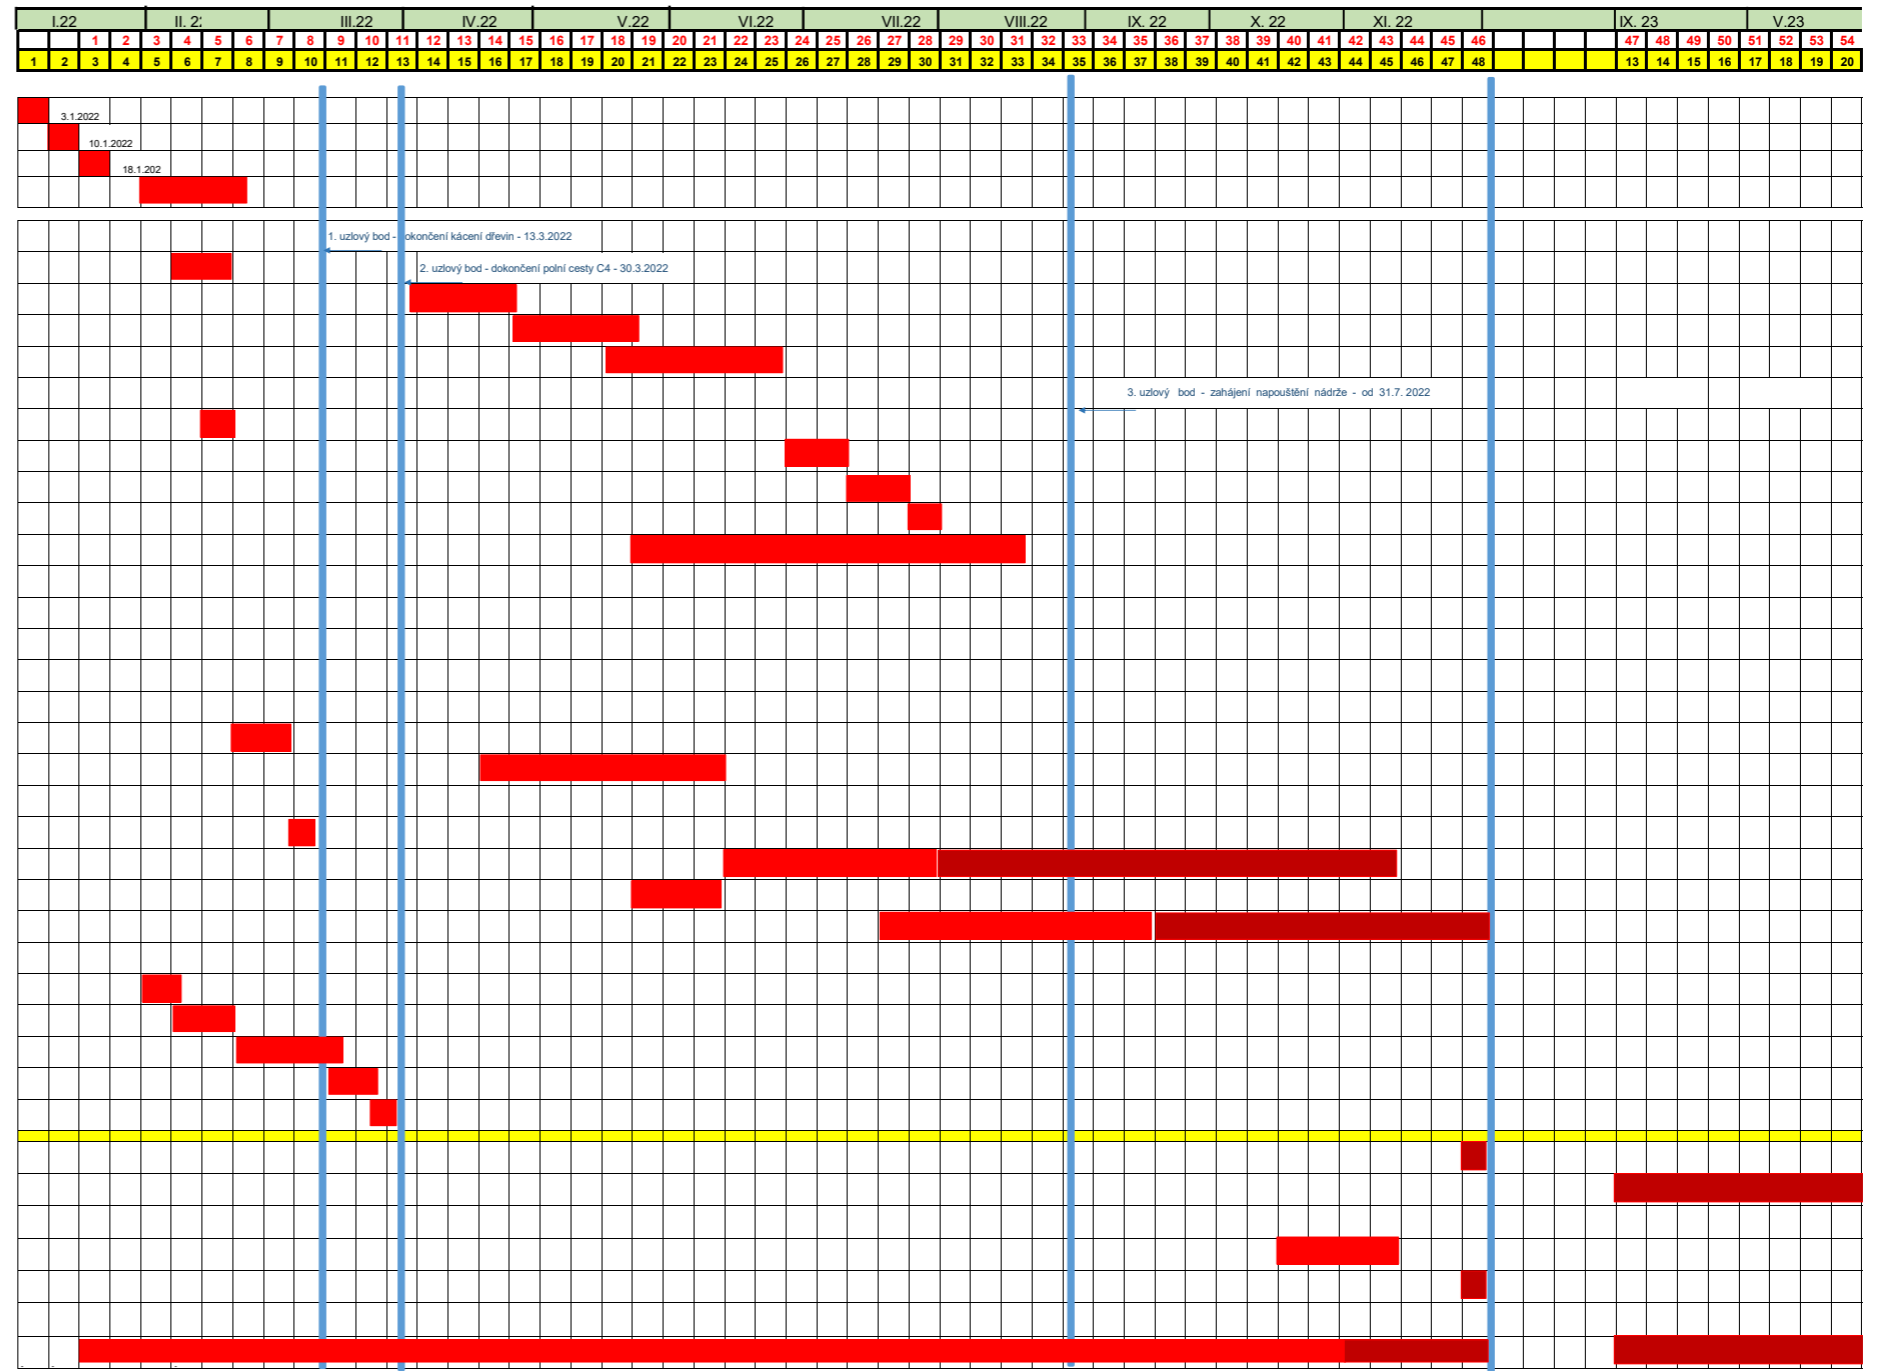 I.22 II. 2: III.22 IV.22 V.22 VI.22 VII.22 VIII.22 IX. 22 X. 22 XI. 22 IX. 23 V.23
1 2 3 4 5 6 7 8 9 10 11 12 13 14 15 16 17 18 19 20 21 22 23 24 25 26 27 28 29 30 31 32 33 34 35 36 37 38 39 40 41 42 43 44 45 46 47 48 49 50 51 52 53 54
1 2 3 4 5 6 7 8 9 10 11 12 13 14 15 16 17 18 19 20 21 22 23 24 25 26 27 28 29 30 31 32 33 34 35 36 37 38 39 40 41 42 43 44 45 46 47 48 13 14 15 16 17 18 19 20
3.1.2022
10.1.2022
18.1.202
1. uzlový bod - okončení kácení dřevin - 13.3.2022
2. uzlový bod - dokončení polní cesty C4 - 30.3.2022
3. uzlový bod - zahájení napouštění nádrže - od 31.7. 2022